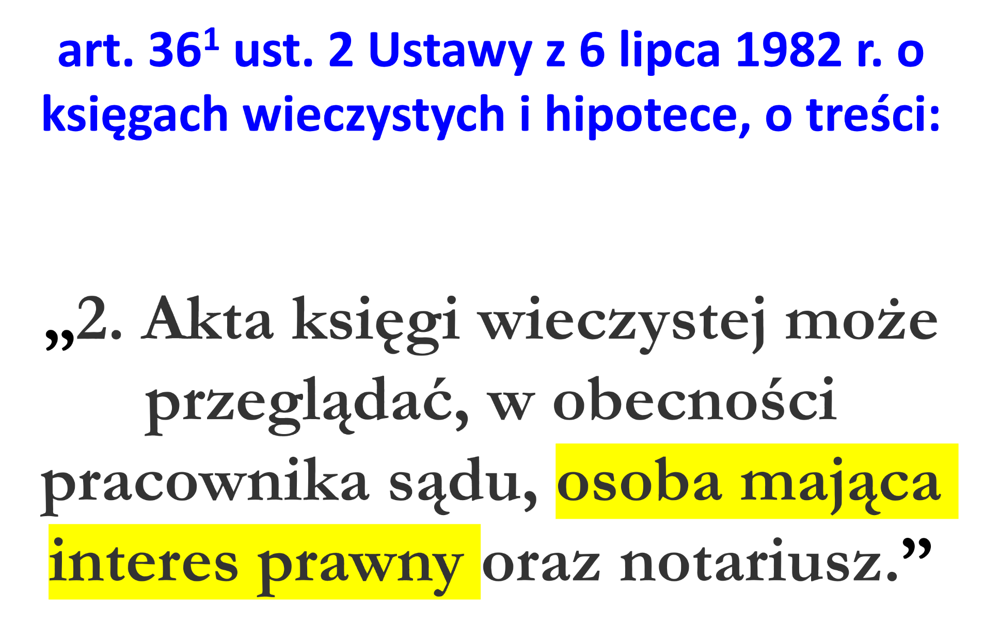 art. 36¹ ust. 2 Ustawy z 6 lipca 1982 r. o
księgach wieczystych i hipotece, o treści:
„2. Akta księgi wieczystej może
przeglądać, w obecności
pracownika sądu, osoba mająca
interes prawny oraz notariusz.”